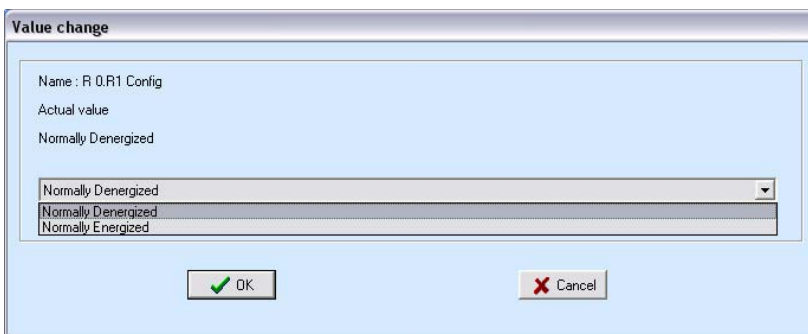 Value change
Name : R 0.R1 Config
Actual value
Normally Denergized
Normally Denergized
Normally Denergized
Normally Energized
OK
Cancel